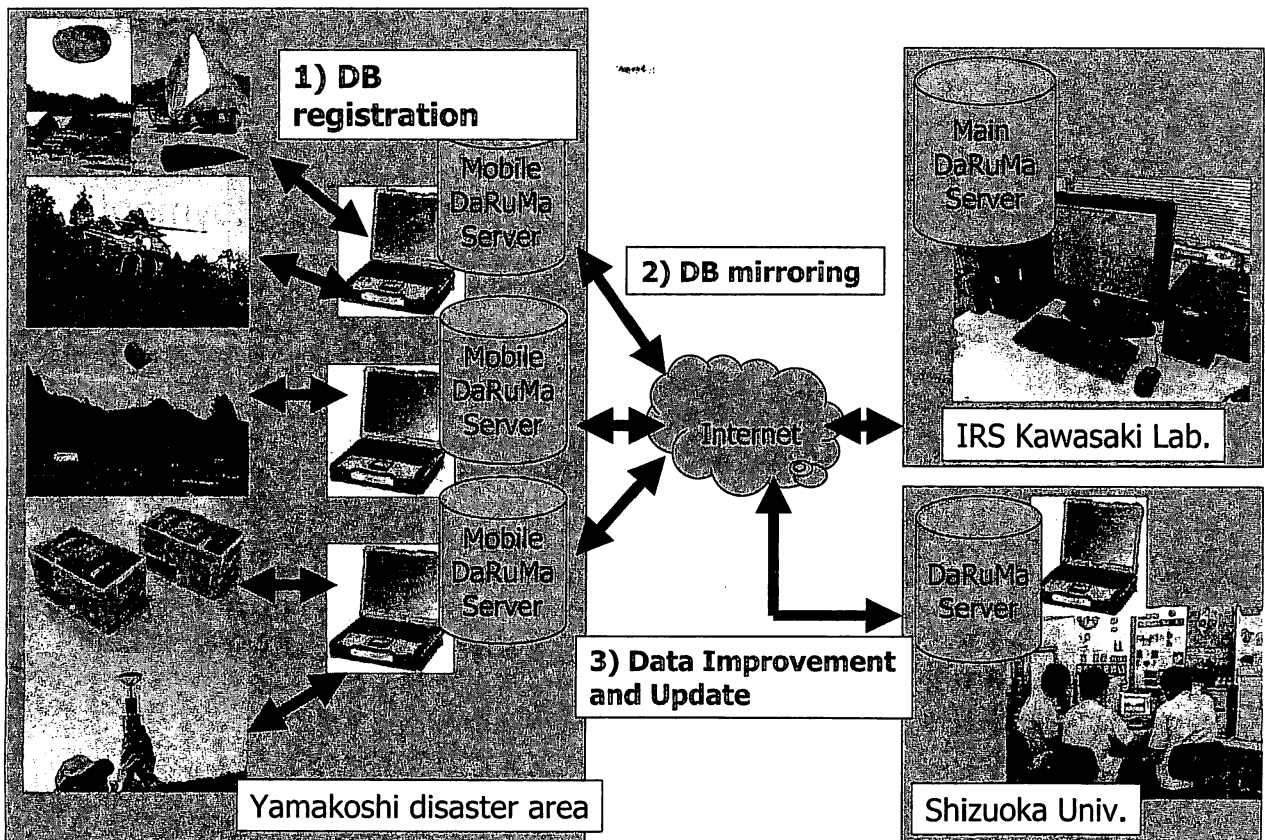 1) DB
registration
Mobile
DaRuMa
Server
Mobile
DaRuMa
Server
Mobile
DaRuMa
Server
Yamakoshi disaster area
2) DB mirroring
Internet
3) Data Improvement
and Update
Main
DaRuMa
Server
IRS Kawasaki Lab.
DaRuMa
Server
Shizuoka Univ.